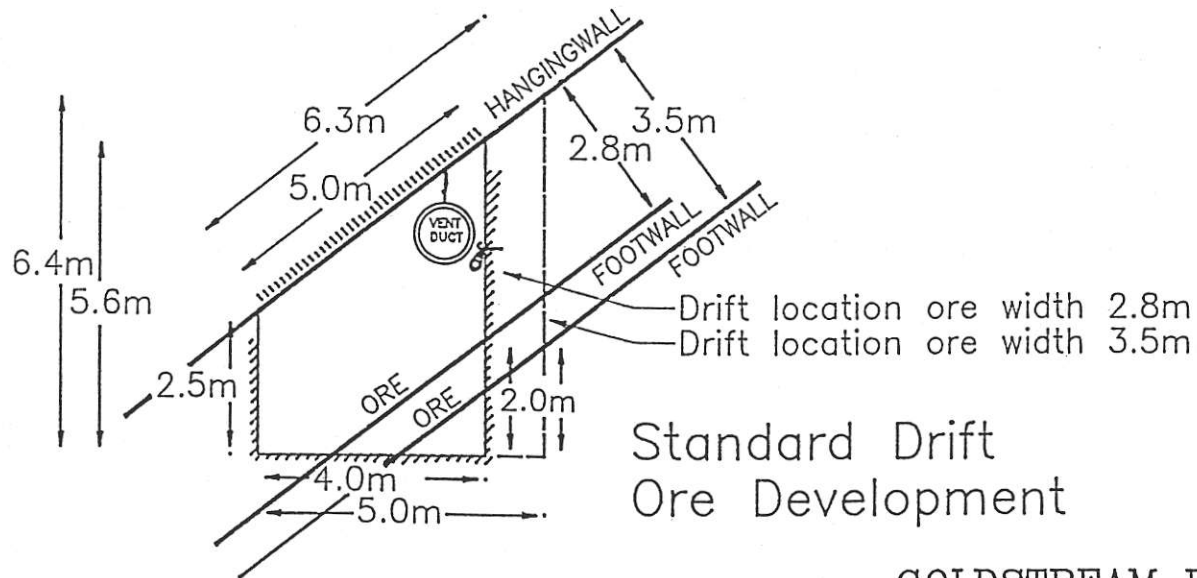 HANGINGWALL
6.3m
3.5m
2.8m
5.0m
VENT
DUCT
FOOTWALL
FOOTWALL
6.4m
5.6m
Drift location ore width 2.8m
Drift location ore width 3.5m
2.5m
ORE
ORE
2.0m
Standard Drift
Ore Development
4.0m
5.0m